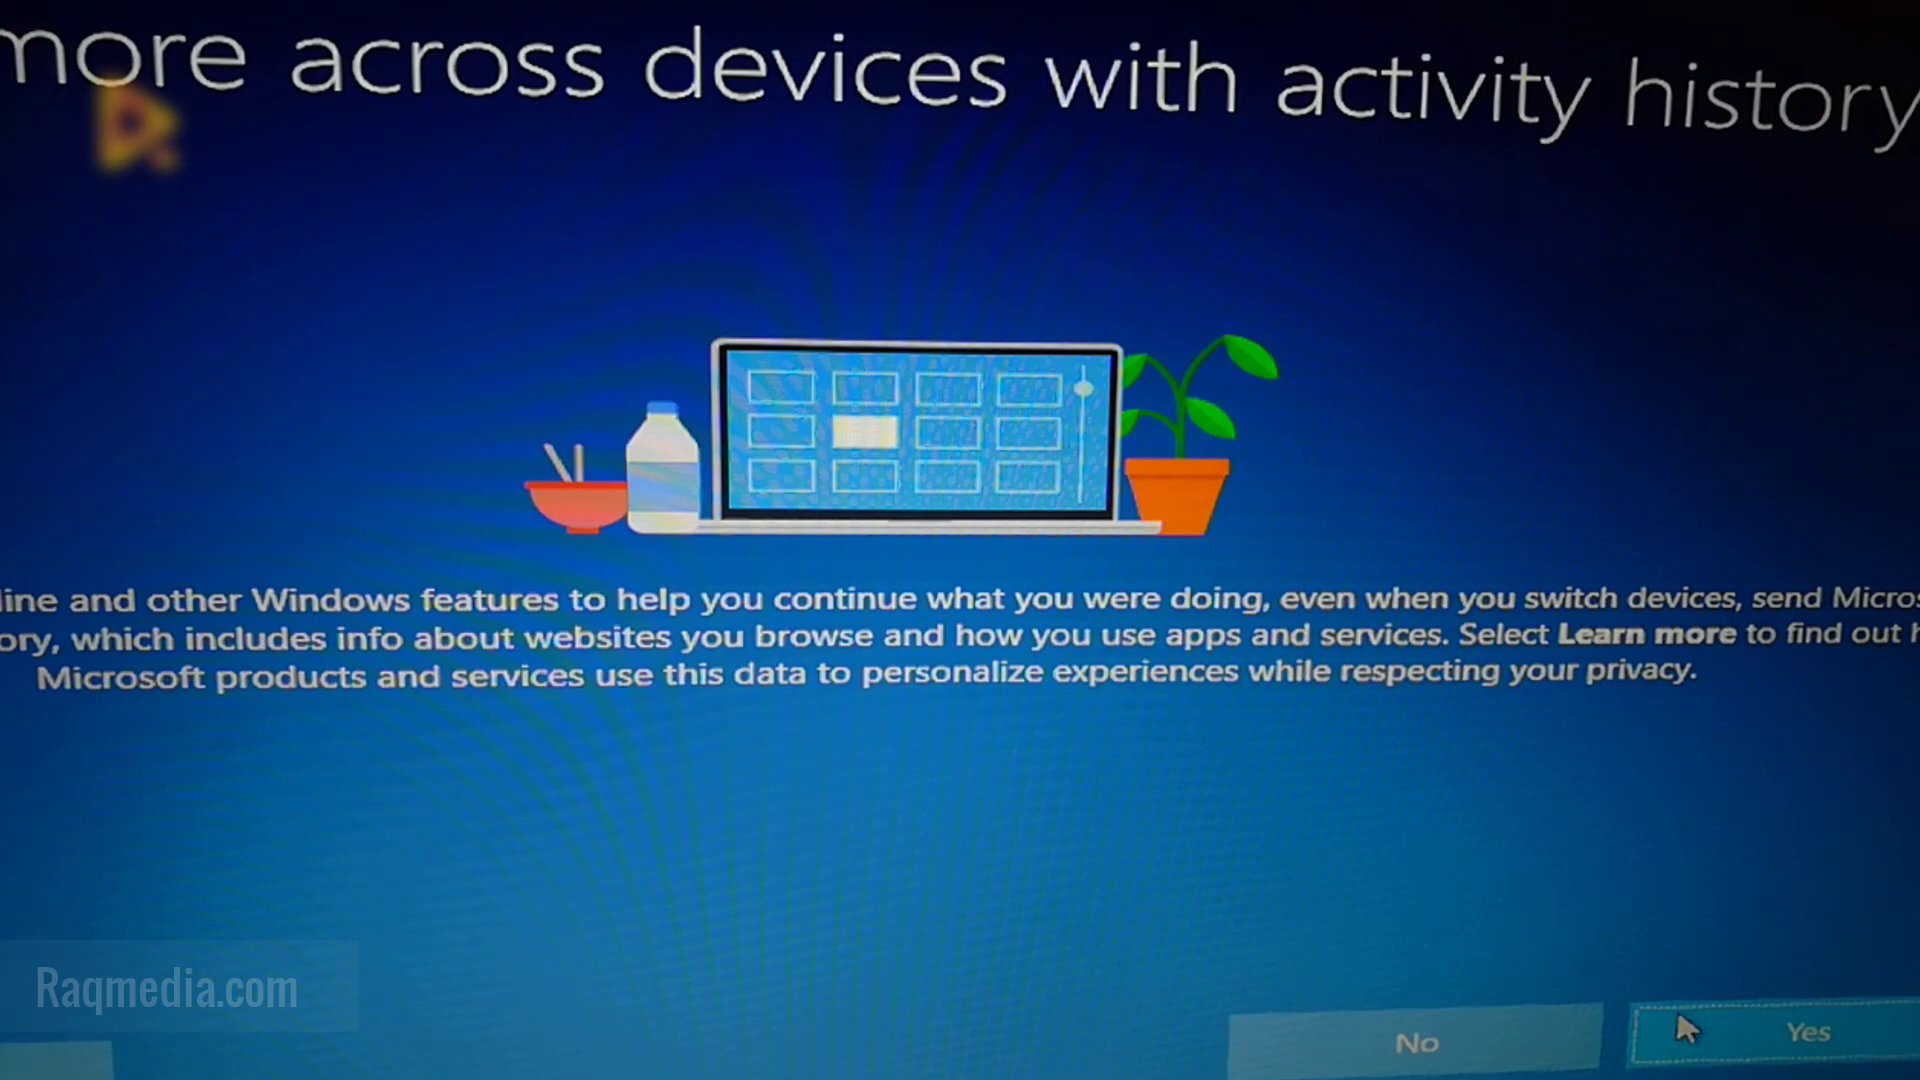 more across devices with activity history
line and other Windows features to help you continue what you were doing, even when you switch devices, send Micros
ory, which includes info about websites you browse and how you use apps and services. Select Learn more to find out h
Microsoft products and services use this data to personalize experiences while respecting your privacy.
Raqmedia.com
No
Yes